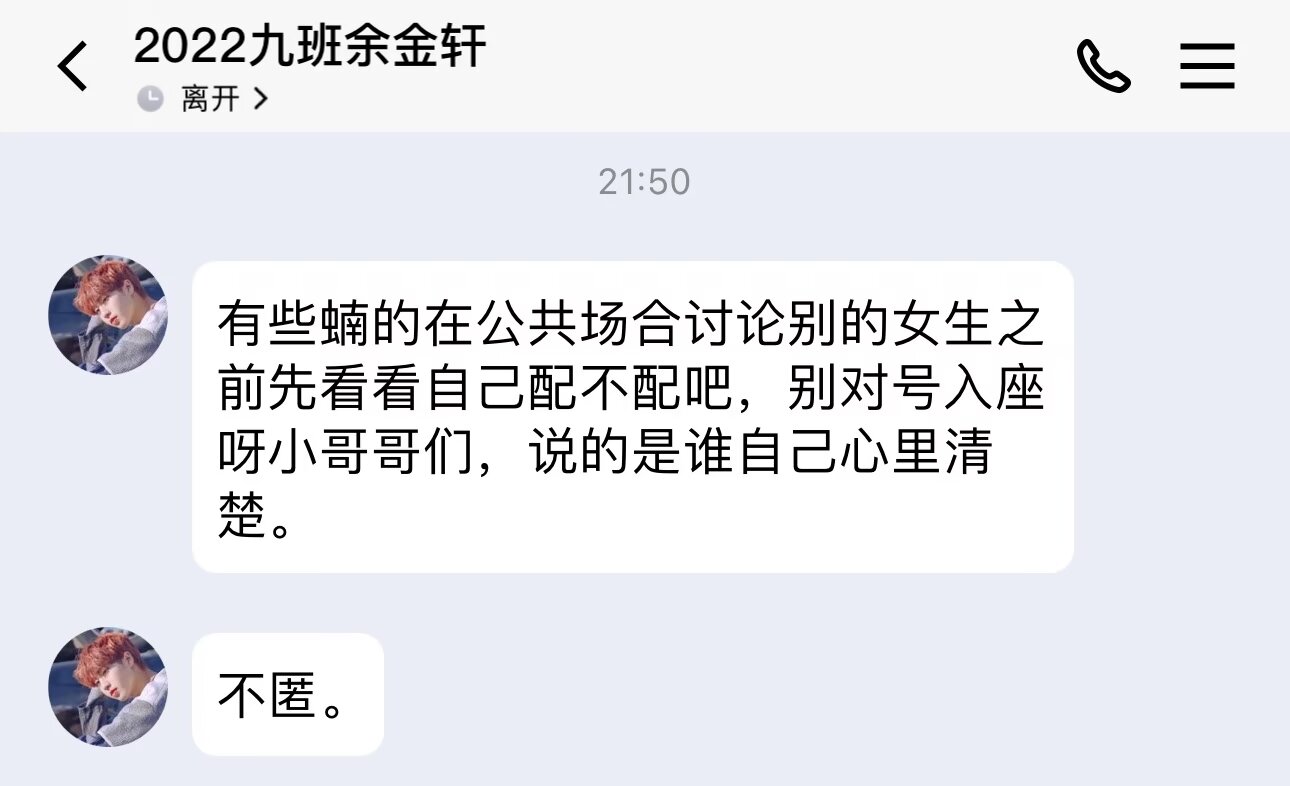 2022九班余金轩
离开
21:50
有些蝻的在公共场合讨论别的女生之
前先看看自己配不配吧，别对号入座
呀小哥哥们，说的是谁自己心里清
楚。
不匿。